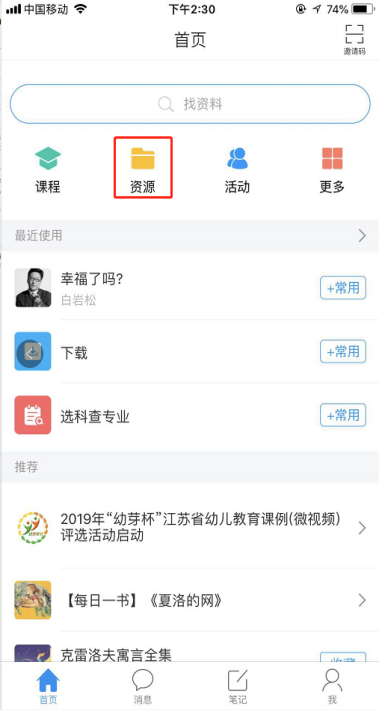 中国移动
下午2:30
74%
首页
邀请码
找资料
课程
资源
活动
更多
最近使用
幸福了吗?
白岩松
+常用
下载
+常用
选科查专业
+常用
推荐
2019年“幼芽杯”江苏省幼儿教育课例(微视频)
评选活动启动
【每日一书】《夏洛的网》
克雷洛夫寓言全集
收藏
首页
消息
笔记
我